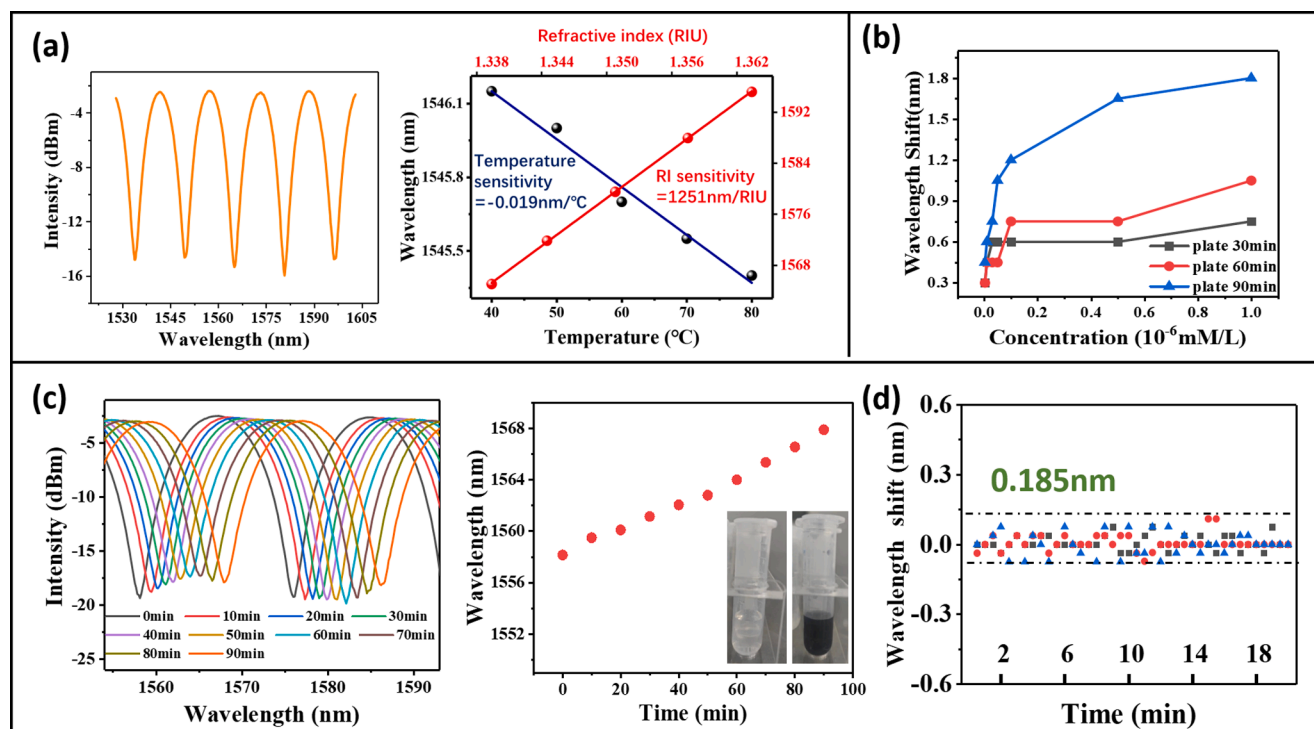 (a)
Intensity (dBm)
-4
-8
-12
-16
1530 1545 1560 1575 1590 1605
Wavelength (nm)
Refractive index (RIU)
1.338 1.344 1.350 1.356 1.362
Wavelength (nm)
1546.1
1545.8
1545.5
1592
1584
1576
1568
Temperature
sensitivity
=-0.019nm/℃
RI sensitivity
=1251nm/RIU
40 50 60 70 80
Temperature (℃)
(b)
Wavelength Shift(nm)
1.8
1.5
1.2
0.9
0.6
0.3
plate 30min
plate 60min
plate 90min
0.0 0.2 0.4 0.6 0.8 1.0
Concentration (10-6mM/L)
(c)
Intensity (dBm)
-5
-10
-15
-20
-25
0min 10min 20min 30min
40min 50min 60min 70min
80min 90min
1560 1570 1580 1590
Wavelength (nm)
Wavelength (nm)
1568
1564
1560
1556
1552
0 20 40 60 80 100
Time (min)
(d)
Wavelength shift (nm)
0.6
0.3
0.0
-0.3
-0.6
0.185nm
2 6 10 14 18
Time (min)